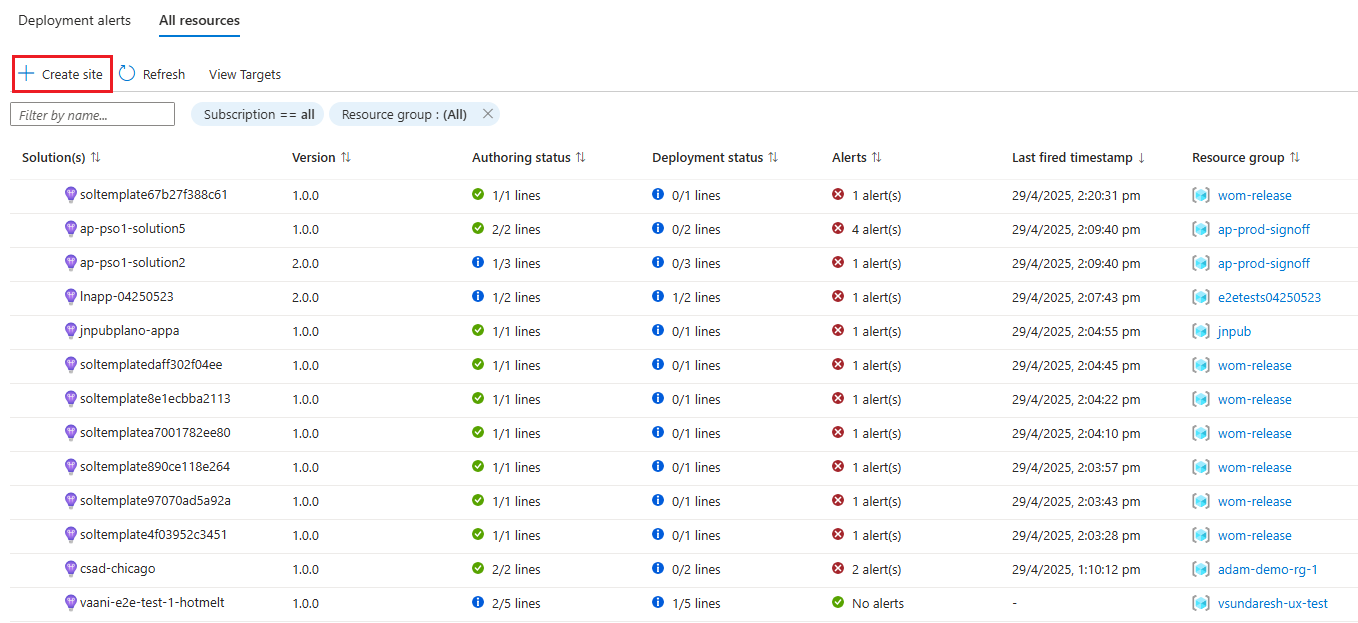 Deployment alerts All resources
Create site Refresh View Targets
Filter by name... Subscription == all Resource group : (All)
Solution(s) Version Authoring status Deployment status Alerts Last fired timestamp Resource group
soltemplate67b27f388c61 1.0.0 1/1 lines 0/1 lines 1 alert(s) 29/4/2025, 2:20:31 pm wom-release
ap-pso1-solution5 1.0.0 2/2 lines 0/2 lines 4 alert(s) 29/4/2025, 2:09:40 pm ap-prod-signoff
ap-pso1-solution2 2.0.0 1/3 lines 0/3 lines 1 alert(s) 29/4/2025, 2:09:40 pm ap-prod-signoff
lnapp-04250523 2.0.0 1/2 lines 1/2 lines 1 alert(s) 29/4/2025, 2:07:43 pm e2etests04250523
jnpubplano-appa 1.0.0 1/1 lines 0/1 lines 1 alert(s) 29/4/2025, 2:04:55 pm jnpub
soltemplatedaff302f04ee 1.0.0 1/1 lines 0/1 lines 1 alert(s) 29/4/2025, 2:04:45 pm wom-release
soltemplate8e1ecbba2113 1.0.0 1/1 lines 0/1 lines 1 alert(s) 29/4/2025, 2:04:22 pm wom-release
soltemplatea7001782ee80 1.0.0 1/1 lines 0/1 lines 1 alert(s) 29/4/2025, 2:04:10 pm wom-release
soltemplate890ce118e264 1.0.0 1/1 lines 0/1 lines 1 alert(s) 29/4/2025, 2:03:57 pm wom-release
soltemplate97070ad5a92a 1.0.0 1/1 lines 0/1 lines 1 alert(s) 29/4/2025, 2:03:43 pm wom-release
soltemplate4f03952c3451 1.0.0 1/1 lines 0/1 lines 1 alert(s) 29/4/2025, 2:03:28 pm wom-release
csad-chicago 1.0.0 2/2 lines 0/2 lines 2 alert(s) 29/4/2025, 1:10:12 pm adam-demo-rg-1
vaani-e2e-test-1-hotmelt 1.0.0 2/5 lines 1/5 lines No alerts - vsundaresh-ux-test